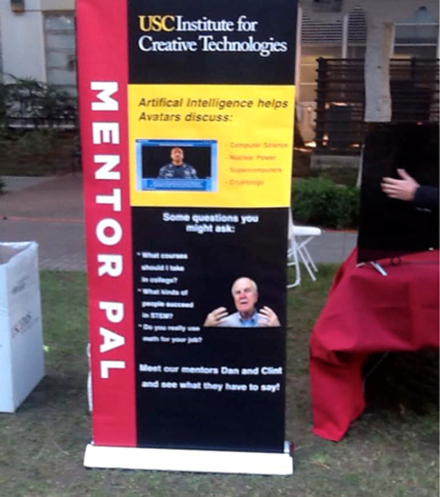 MENTOR PAL
USC Institute for
Creative Technologies
Artifical Intelligence helps
Avatars discuss:
- Computer Science
- Nuclear Power
- Supercomputers
- Cryptology
Some questions you
might ask:
* What courses
should I take
in college?
* What kinds of
people succeed
in STEM?
* Do you really use
math for your job?
Meet our mentors Dan and Clint
and see what they have to say!